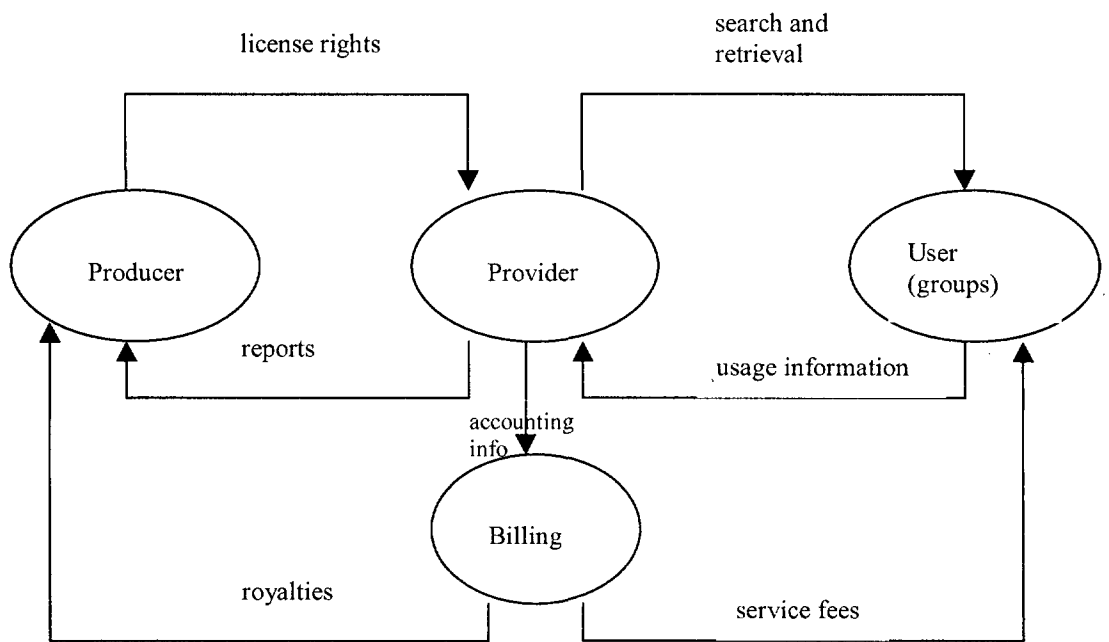 license rights
search and
retrieval
Producer
Provider
User
(groups)
reports
usage information
accounting
info
Billing
royalties
service fees